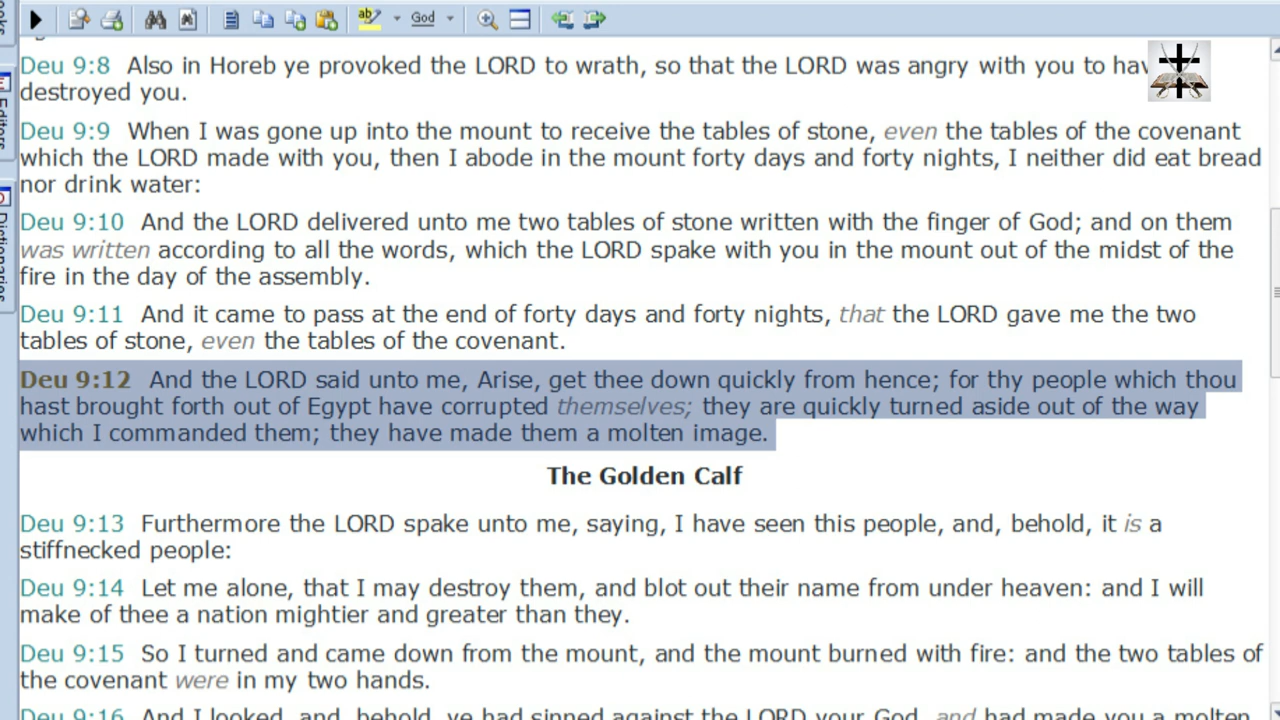 ab
God
Deu 9:8 Also in Horeb ye provoked the LORD to wrath, so that the LORD was angry with you to
destroyed you.
Deu 9:9 When I was gone up into the mount to receive the tables of stone, even the tables of the covenant
which the LORD made with you, then I abode in the mount forty days and forty nights, I neither did eat bread
nor drink water:
Deu 9:10 And the LORD delivered unto me two tables of stone written with the finger of God; and on them
was written according to all the words, which the LORD spake with you in the mount out of the midst of the
fire in the day of the assembly.
Deu 9:11 And it came to pass at the end of forty days and forty nights, that the LORD gave me the two
tables of stone, even the tables of the covenant.
Deu 9:12 And the LORD said unto me, Arise, get thee down quickly from hence; for thy people which thou
hast brought forth out of Egypt have corrupted themselves; they are quickly turned aside out of the way
which I commanded them; they have made them a molten image.
The Golden Calf
Deu 9:13 Furthermore the LORD spake unto me, saying, I have seen this people, and, behold, it is a
stiffnecked people:
Deu 9:14 Let me alone, that I may destroy them, and blot out their name from under heaven: and I will
make of thee a nation mightier and greater than they.
Deu 9:15 So I turned and came down from the mount, and the mount burned with fire: and the two tables of
the covenant were in my two hands.
Deu 9:16 And I looked, and, behold, ye had sinned against the LORD your God, and had made you a molten
Editors
Dictionaries